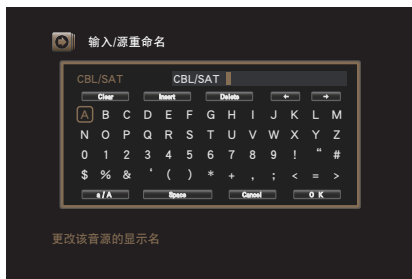 输入/源重命名
CBL/SAT CBL/SAT
Clear Insert Delete ← →
A B C D E F G H I J K L M
N O P Q R S T U V W X Y Z
0 1 2 3 4 5 6 7 8 9 ! “ #
$ % & ‘ ( ) * + , ; < = >
a / A Space Cancel O K
更改该音源的显示名